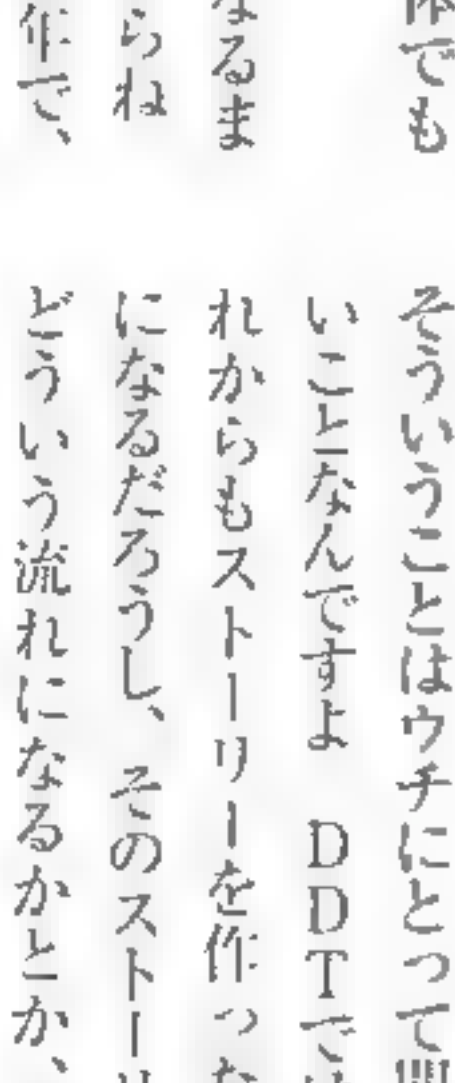 でも
なるま
らね
年で、
そういうことはウチにとって
いことなんですよ DDTで
れからもストーリーを作った
になるだろうし、そのストー
どういう流れになるかとか、